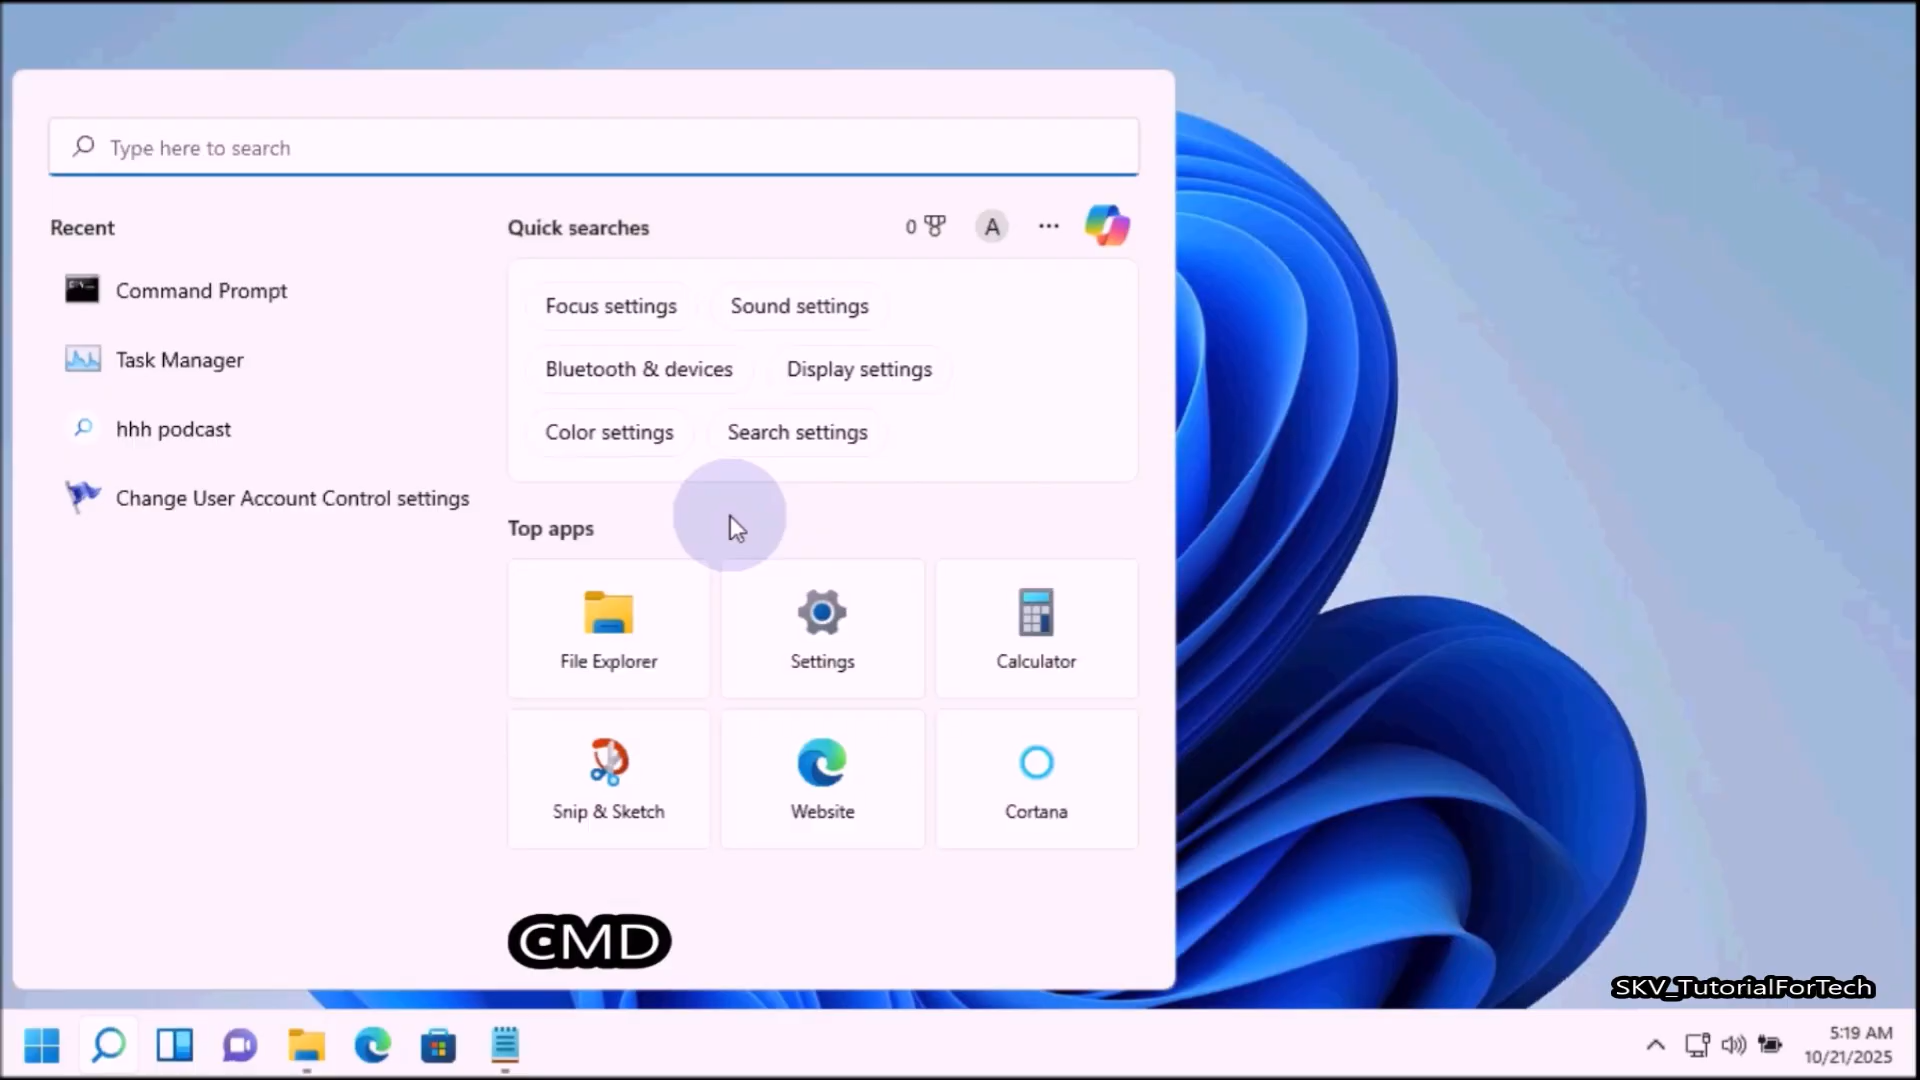 Type here to search
Recent
Command Prompt
Task Manager
hhh podcast
Change User Account Control settings
Quick searches
0
A
Focus settings
Sound settings
Bluetooth & devices
Display settings
Color settings
Search settings
Top apps
File Explorer
Settings
Calculator
Snip & Sketch
Website
Cortana
CMD
SKV_TutorialForTech
5:19 AM
10/21/2025